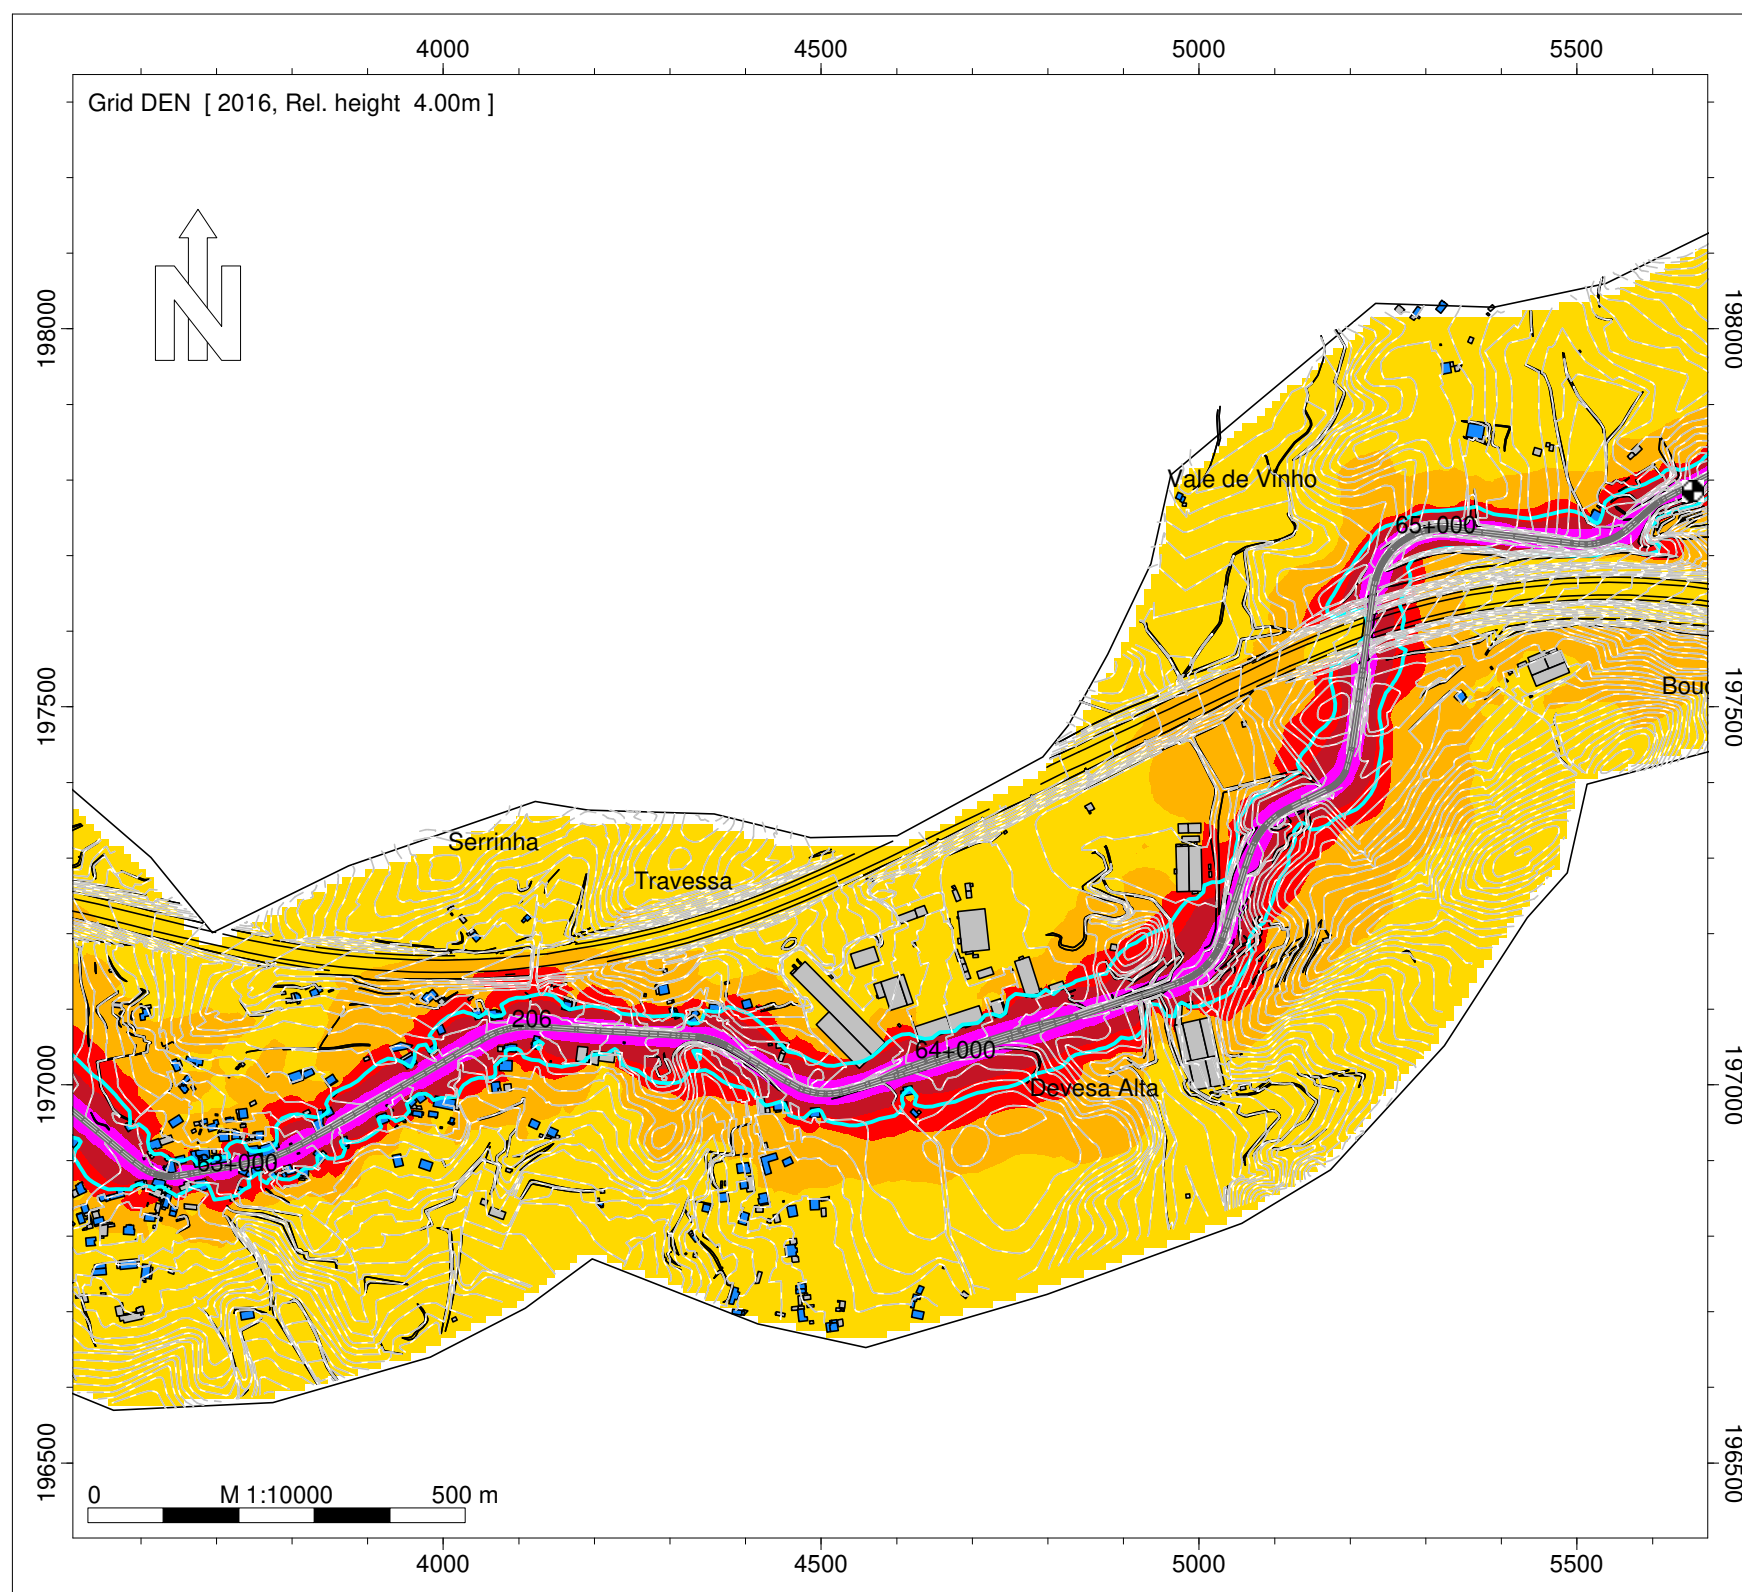 4000 4500 5000 5500
Grid DEN [ 2016, Rel. height 4.00m ]
N
198000 198000
Vale de Vinho
65+000
197500 197500
Bouc
Serrinha
Travessa
206
64+000
197000 197000
Devesa Alta
63+000
196500 196500
0 M 1:10000 500 m
4000 4500 5000 5500